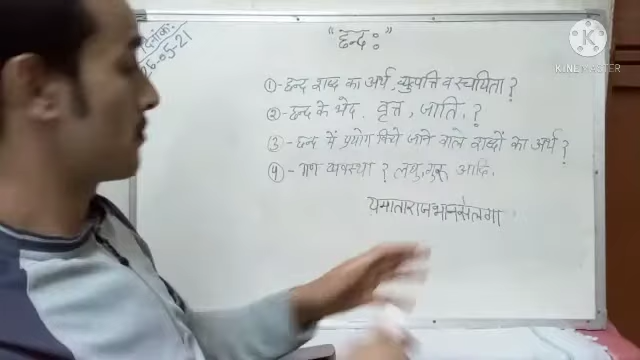 दिनांक:
26-05-21
"छन्दः"
①- छन्द शब्द का अर्थ, व्युत्पत्ति व रचयिता ?
②- छन्द के भेद, वृत्त, जाति, ?
③- छन्द में प्रयोग किये जाने वाले शब्दों का अर्थ ?
④- गण व्यवस्था ? लघु, गुरू आदि.
यमाताराजभानसलगा
K
KINEMASTER